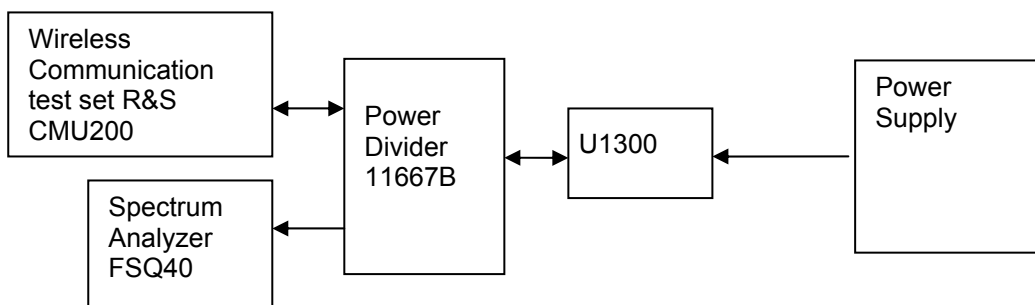 Wireless
Communication
test set R&S
CMU200
Spectrum
Analyzer
FSQ40
Power
Divider
11667B
U1300
Power
Supply